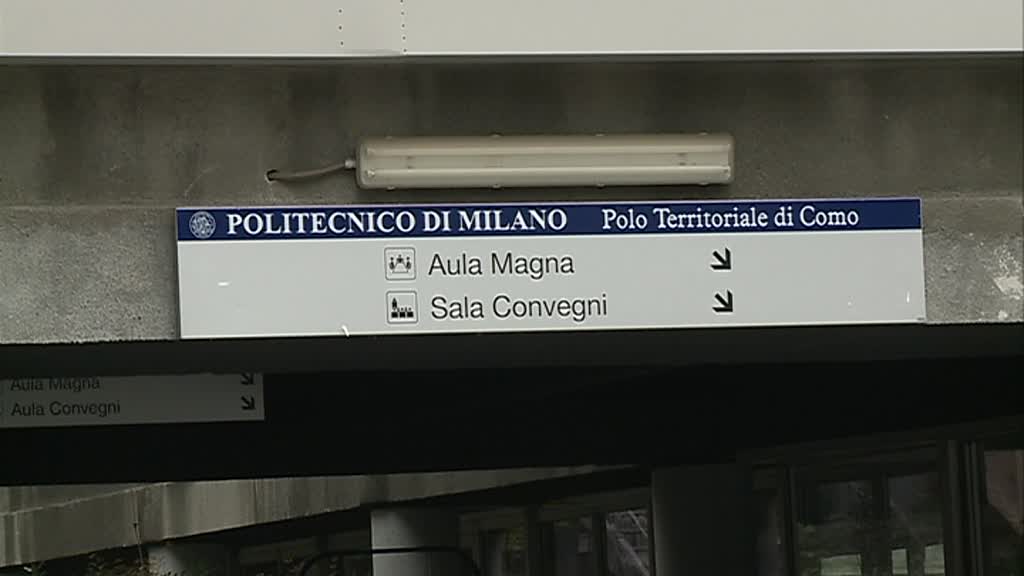 POLITECNICO DI MILANO Polo Territoriale di Como
Aula Magna
Sala Convegni
Aula Magna
Aula Convegni